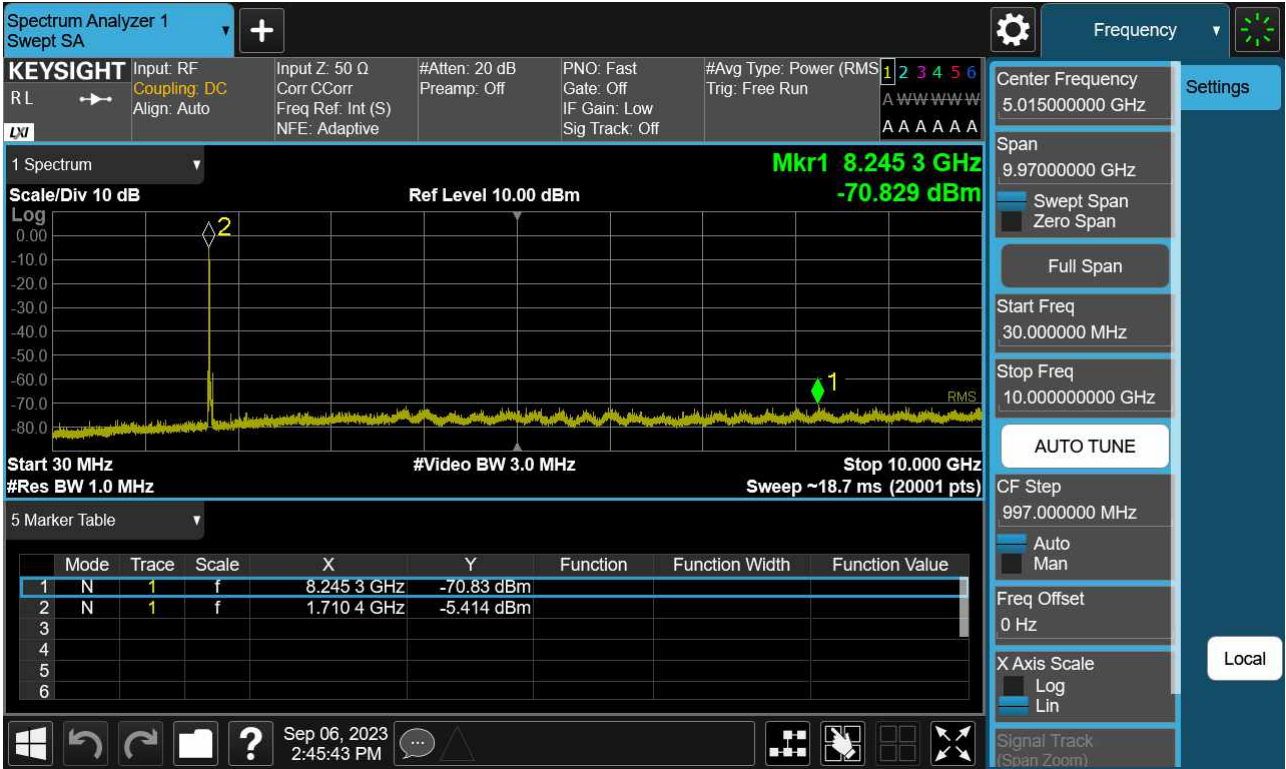 Spectrum Analyzer 1
Swept SA
+
Frequency
KEYSIGHT
R L
LXI
Input: RF
Coupling: DC
Align: Auto
Input Z: 50 Ω
Corr CCorr
Freq Ref: Int (S)
NFE: Adaptive
#Atten: 20 dB
Preamp: Off
PNO: Fast
Gate: Off
IF Gain: Low
Sig Track: Off
#Avg Type: Power (RMS
Trig: Free Run
1 2 3 4 5 6
A W W W W W
A A A A A A
Center Frequency
5.015000000 GHz
Settings
Span
9.97000000 GHz
Swept Span
Zero Span
Full Span
Start Freq
30.000000 MHz
Stop Freq
10.000000000 GHz
AUTO TUNE
CF Step
997.000000 MHz
Auto
Man
Freq Offset
0 Hz
X Axis Scale
Log
Lin
Signal Track
(Span Zoom)
Local
1 Spectrum
Mkr1 8.245 3 GHz
Scale/Div 10 dB
Ref Level 10.00 dBm
-70.829 dBm
Log
0.00
-10.0
-20.0
-30.0
-40.0
-50.0
-60.0
-70.0
-80.0
2
1
RMS
Start 30 MHz
#Video BW 3.0 MHz
Stop 10.000 GHz
#Res BW 1.0 MHz
Sweep ~18.7 ms (20001 pts)
5 Marker Table
Mode Trace Scale X Y Function Function Width Function Value
1 N 1 f 8.245 3 GHz -70.83 dBm
2 N 1 f 1.710 4 GHz -5.414 dBm
3
4
5
6
?
Sep 06, 2023
2:45:43 PM